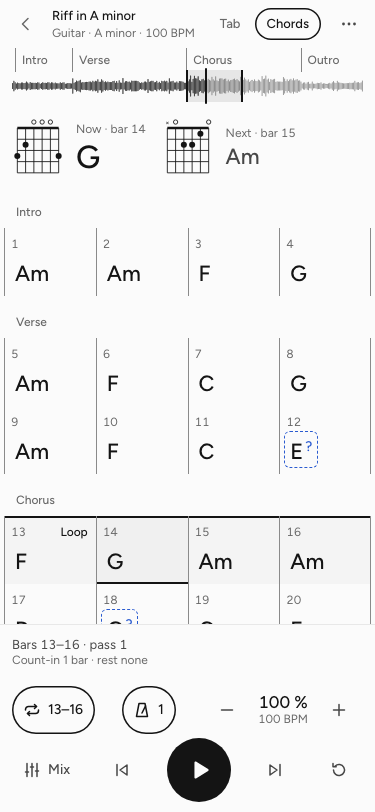 Riff in A minor
Guitar · A minor · 100 BPM
Tab
Chords
Intro
Verse
Chorus
Outro
Now · bar 14
G
Next · bar 15
Am
Intro
1 2 3 4
Am Am F G
Verse
5 6 7 8
Am F C G
9 10 11 12
Am F C E?
Chorus
13 Loop 14 15 16
F G Am Am
17 18 19 20
Bars 13–16 · pass 1
Count-in 1 bar · rest none
13–16
1
100 %
100 BPM
Mix